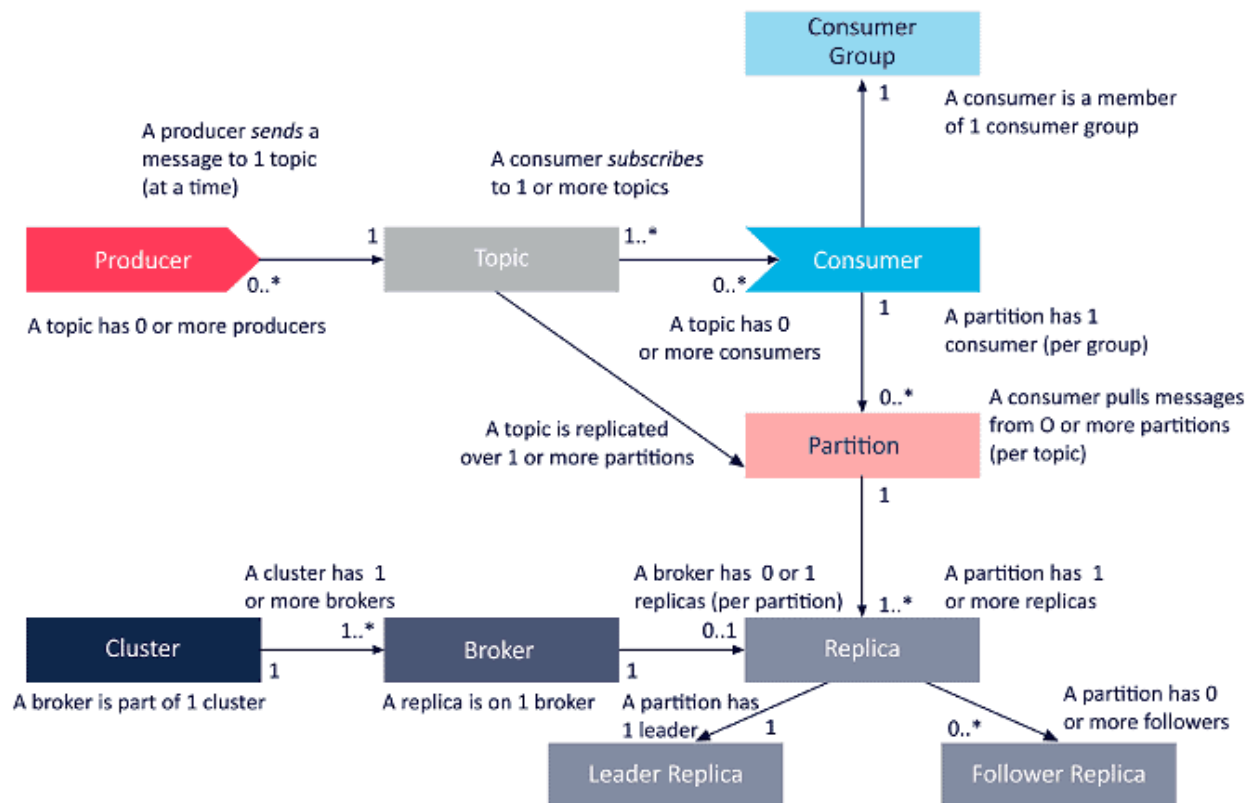 Consumer
Group
1
A consumer is a member
of 1 consumer group
A producer sends a
message to 1 topic
(at a time)
A consumer subscribes
to 1 or more topics
Producer
1
0..*
Topic
1..*
0..*
Consumer
A topic has 0 or more producers
A topic has 0
or more consumers
1
A partition has 1
consumer (per group)
0..*
A consumer pulls messages
from O or more partitions
(per topic)
A topic is replicated
over 1 or more partitions
Partition
1
A cluster has 1
or more brokers
A broker has 0 or 1
replicas (per partition)
A partition has 1
or more replicas
1..*
Cluster
1..*
1
Broker
0..1
1
Replica
A broker is part of 1 cluster
A replica is on 1 broker
A partition has
1 leader
1
0..*
A partition has 0
or more followers
Leader Replica
Follower Replica